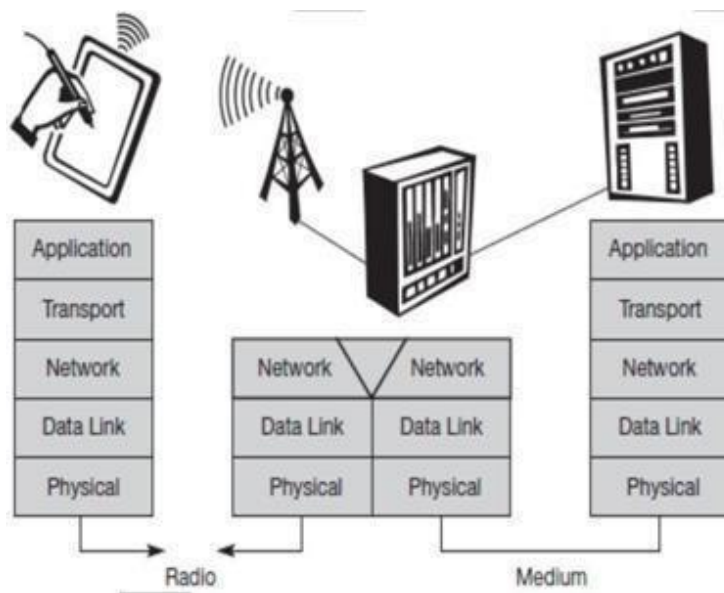 Application
Application
Transport
Transport
Network
Network
Network
Network
Data Link
Data Link
Data Link
Data Link
Physical
Physical
Physical
Physical
Radio
Medium